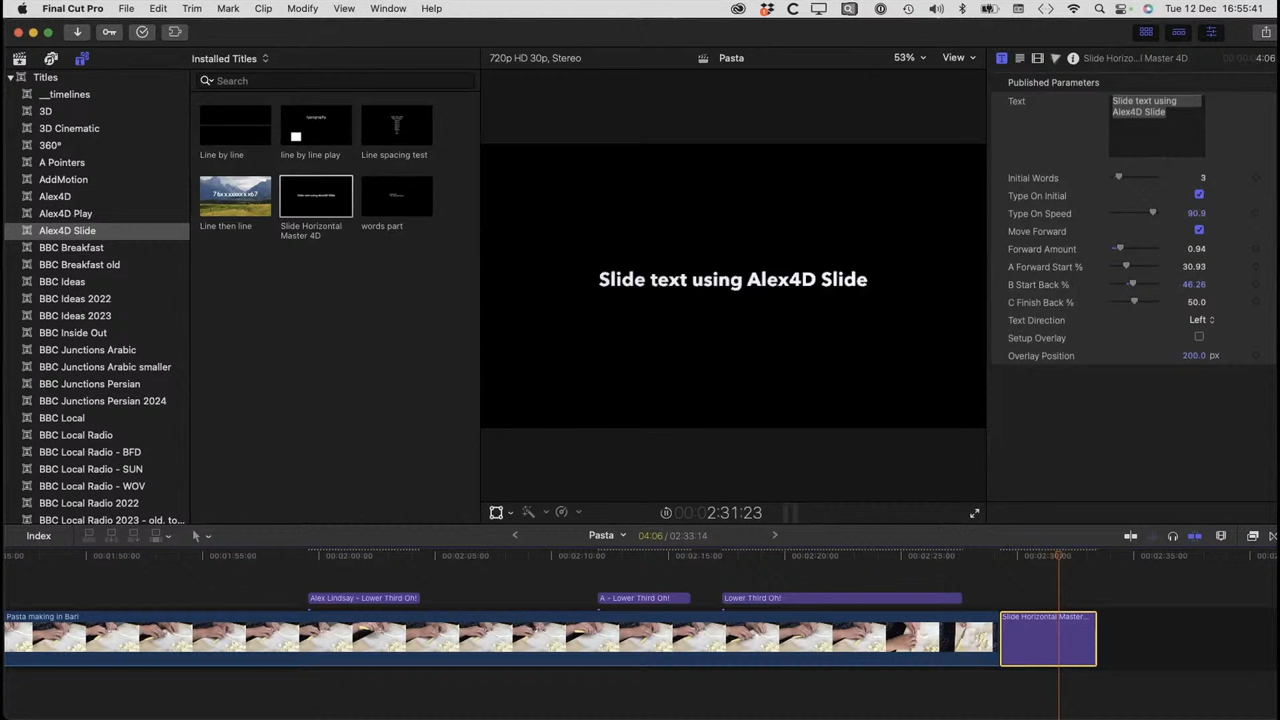 Final Cut Pro File Edit Trim Mark Clip Modify View Window Help Tue 12 Dec 16:55:41
Installed Titles 720p HD 30p, Stereo Pasta 53% View Slide Horizo...l Master 4D 4:06
Titles
__timelines
3D
3D Cinematic
360°
A Pointers
AddMotion
Alex4D
Alex4D Play
Alex4D Slide
BBC Breakfast
BBC Breakfast old
BBC Ideas
BBC Ideas 2022
BBC Ideas 2023
BBC Inside Out
BBC Junctions Arabic
BBC Junctions Arabic smaller
BBC Junctions Persian
BBC Junctions Persian 2024
BBC Local
BBC Local Radio
BBC Local Radio - BFD
BBC Local Radio - SUN
BBC Local Radio - WOV
BBC Local Radio 2022
BBC Local Radio 2023 - old, to...
Search
Line by line
line by line play
Line spacing test
Line then line
Slide Horizontal
Master 4D
words part
Slide text using Alex4D Slide
2:31:23
Published Parameters
Text
Slide text using
Alex4D Slide
Initial Words 3
Type On Initial
Type On Speed 90.9
Move Forward
Forward Amount 0.94
A Forward Start % 30.93
B Start Back % 46.26
C Finish Back % 50.0
Text Direction Left
Setup Overlay
Overlay Position 200.0 px
Index Pasta 04:06 / 02:33:14
45:00 00:01:50:00 00:01:55:00 00:02:00:00 00:02:05:00 00:02:10:00 00:02:15:00 00:02:20:00 00:02:25:00 00:02:30:00 00:02:35:00
Alex Lindsay - Lower Third Oh! A - Lower Third Oh! Lower Third Oh!
Pasta making in Bari Slide Horizontal Master...